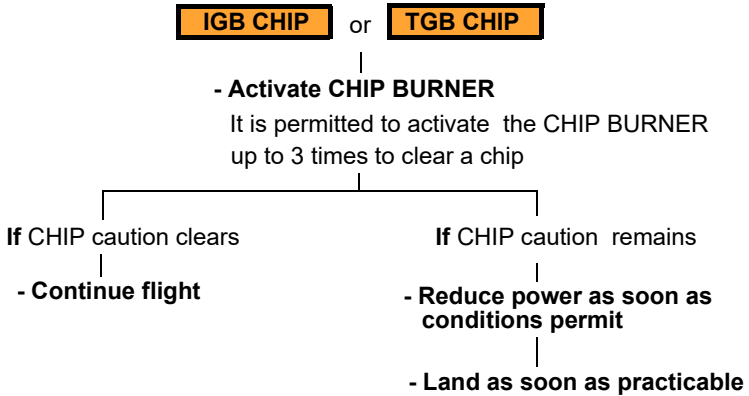 IGB CHIP or TGB CHIP
- Activate CHIP BURNER
It is permitted to activate the CHIP BURNER
up to 3 times to clear a chip
If CHIP caution clears
- Continue flight
If CHIP caution remains
- Reduce power as soon as
conditions permit
- Land as soon as practicable